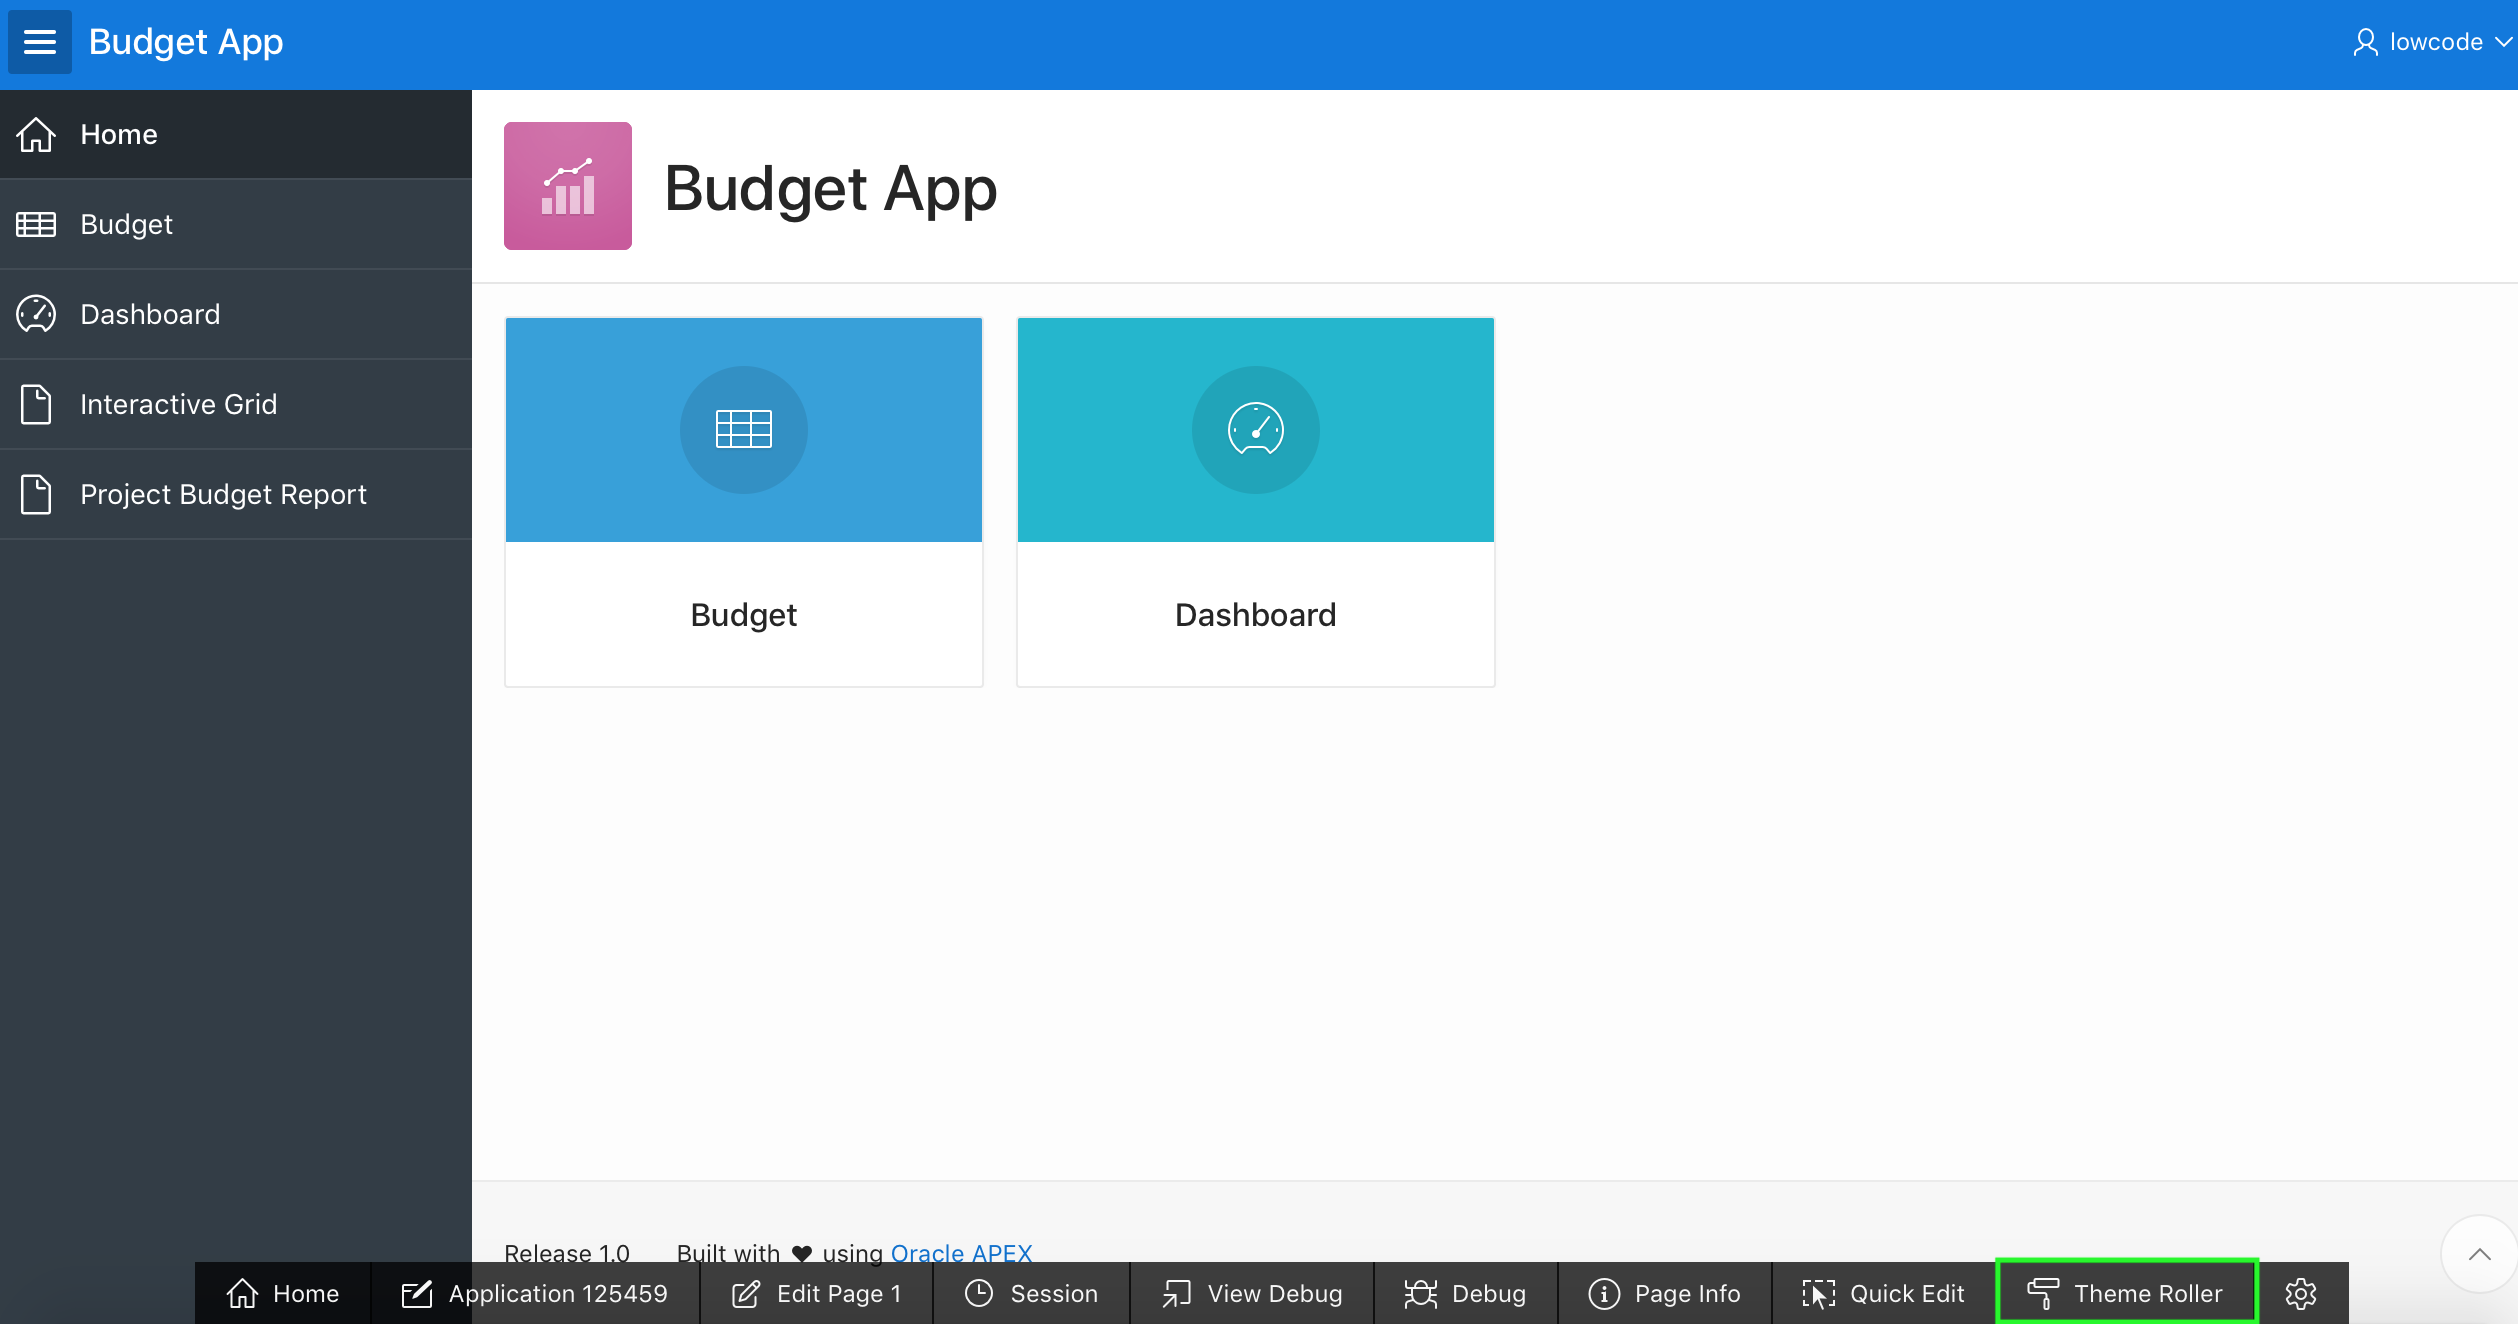 Budget App
lowcode
Home
Budget
Dashboard
Interactive Grid
Project Budget Report
Budget App
Budget
Dashboard
Release 1.0 Built with ♥ using Oracle APEX
Home Application 125459 Edit Page 1 Session View Debug Debug Page Info Quick Edit Theme Roller